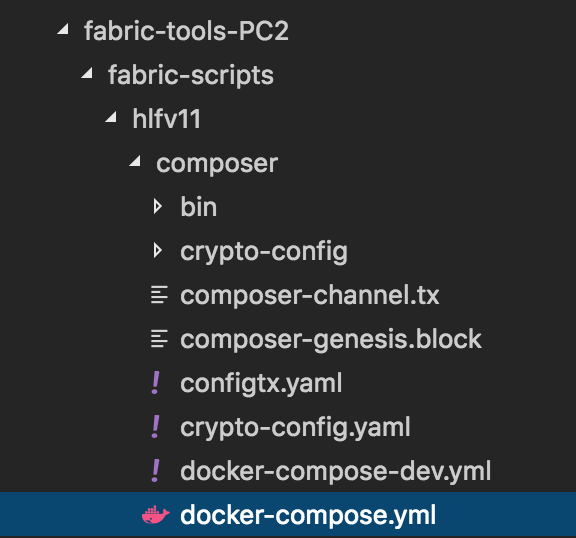 fabric-tools-PC2
fabric-scripts
hlfv11
composer
bin
crypto-config
composer-channel.tx
composer-genesis.block
configtx.yaml
crypto-config.yaml
docker-compose-dev.yml
docker-compose.yml